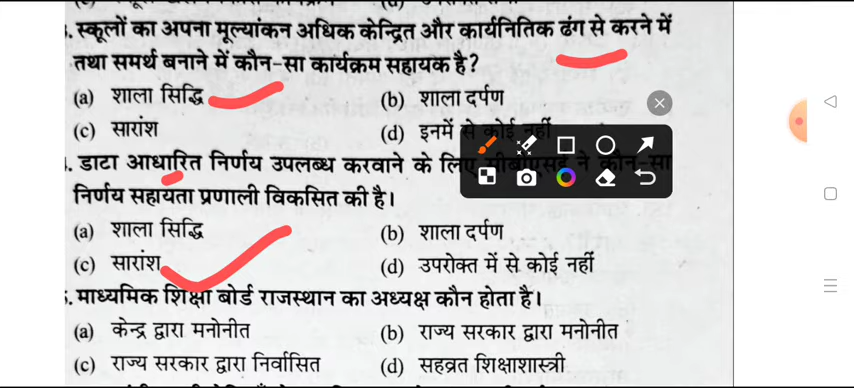 . स्कूलों का अपना मूल्यांकन अधिक केन्द्रित और कार्यनितिक ढंग से करने में
तथा समर्थ बनाने में कौन-सा कार्यक्रम सहायक है?
(a) शाला सिद्धि (b) शाला दर्पण
(c) सारांश (d) इनमें से कोई नहीं
. डाटा आधारित निर्णय उपलब्ध करवाने के लिए सीबीएसई ने कौन-सा
निर्णय सहायता प्रणाली विकसित की है।
(a) शाला सिद्धि (b) शाला दर्पण
(c) सारांश (d) उपरोक्त में से कोई नहीं
. माध्यमिक शिक्षा बोर्ड राजस्थान का अध्यक्ष कौन होता है।
(a) केन्द्र द्वारा मनोनीत (b) राज्य सरकार द्वारा मनोनीत
(c) राज्य सरकार द्वारा निर्वासित (d) सहव्रत शिक्षाशास्त्री